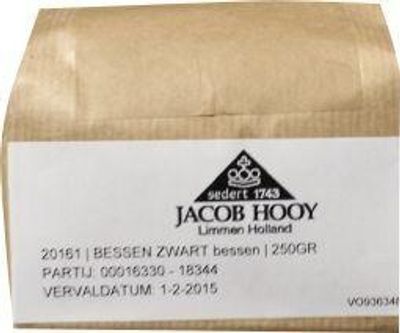 sedert 1743
JACOB HOOY
Limmen Holland
20161 | BESSEN ZWART bessen | 250GR
PARTIJ: 00016330 - 18344
VERVALDATUM: 1-2-2015